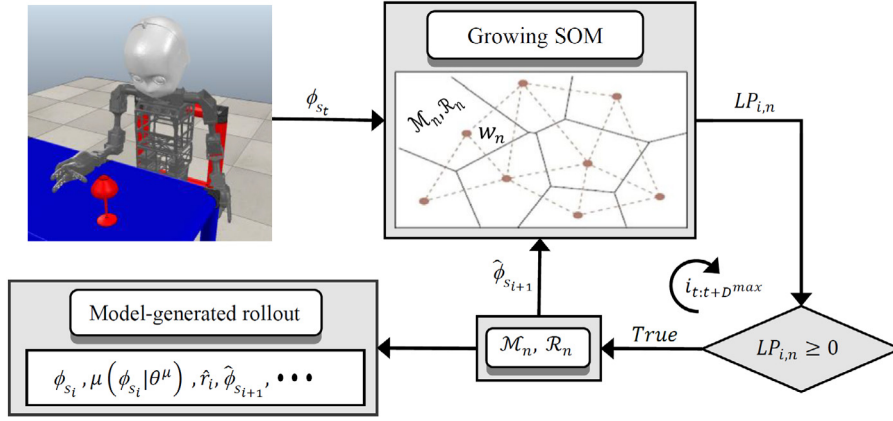 Growing SOM
ϕ_{s_t}
ℳ_n, ℛ_n
w_n
LP_{i,n}
ϕ̂_{s_{i+1}}
i_{t:t+D^{max}}
Model-generated rollout
ℳ_n, ℛ_n
True
LP_{i,n} ≥ 0
ϕ_{s_i}, μ(ϕ_{s_i}|θ^μ), r̂_i, ϕ̂_{s_{i+1}}, •••